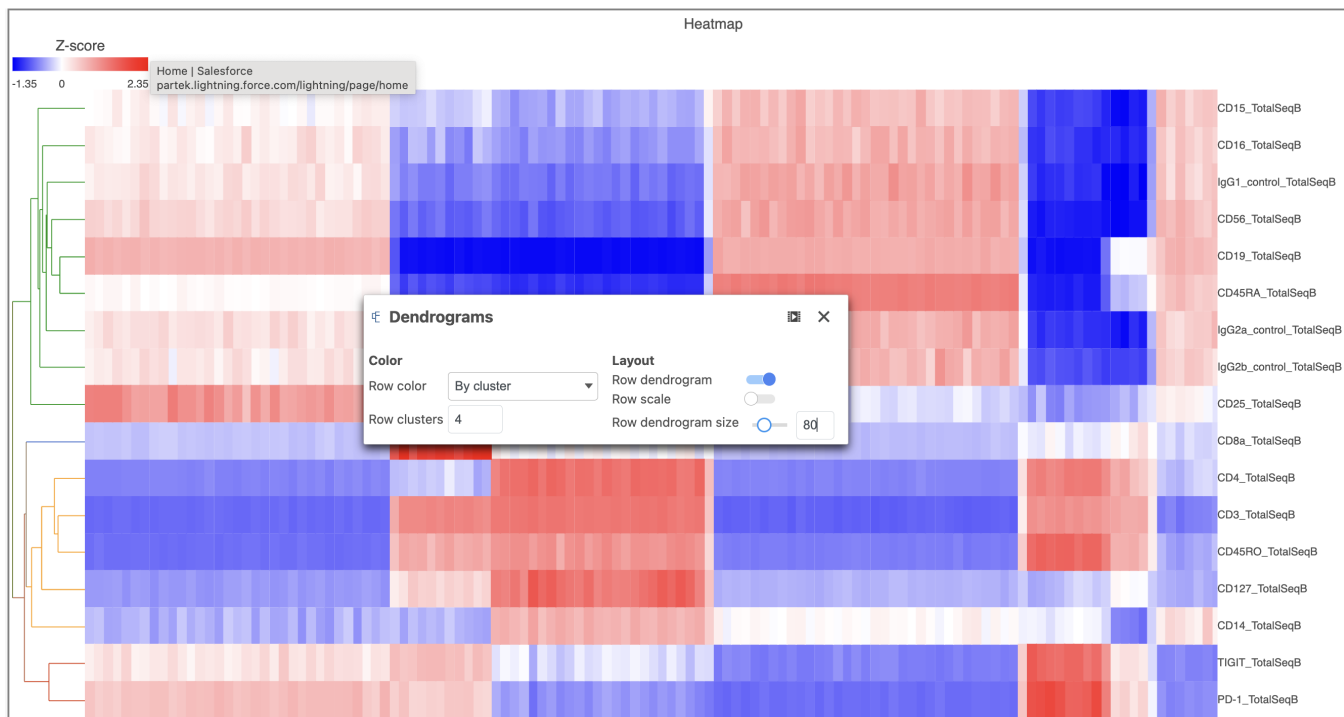 Heatmap
Z-score
-1.35 0 2.35
Home | Salesforce
partek.lightning.force.com/lightning/page/home
CD15_TotalSeqB
CD16_TotalSeqB
IgG1_control_TotalSeqB
CD56_TotalSeqB
CD19_TotalSeqB
CD45RA_TotalSeqB
IgG2a_control_TotalSeqB
IgG2b_control_TotalSeqB
CD25_TotalSeqB
CD8a_TotalSeqB
CD4_TotalSeqB
CD3_TotalSeqB
CD45RO_TotalSeqB
CD127_TotalSeqB
CD14_TotalSeqB
TIGIT_TotalSeqB
PD-1_TotalSeqB
Dendrograms
Color
Row color By cluster
Row clusters 4
Layout
Row dendrogram
Row scale
Row dendrogram size 80